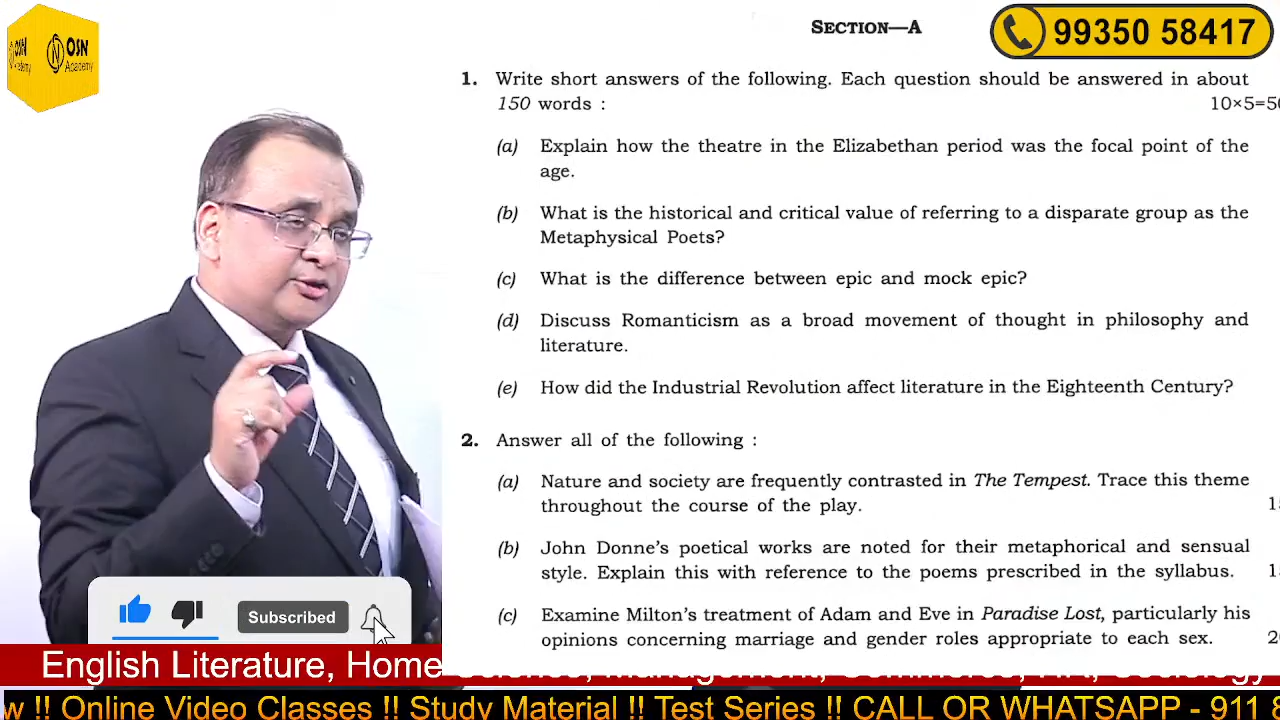 OSN
Academy
OSN
SECTION—A
99350 58417
1. Write short answers of the following. Each question should be answered in about
150 words :
10×5=50
(a) Explain how the theatre in the Elizabethan period was the focal point of the
age.
(b) What is the historical and critical value of referring to a disparate group as the
Metaphysical Poets?
(c) What is the difference between epic and mock epic?
(d) Discuss Romanticism as a broad movement of thought in philosophy and
literature.
(e) How did the Industrial Revolution affect literature in the Eighteenth Century?
2. Answer all of the following :
(a) Nature and society are frequently contrasted in The Tempest. Trace this theme
throughout the course of the play.
(b) John Donne's poetical works are noted for their metaphorical and sensual
style. Explain this with reference to the poems prescribed in the syllabus.
(c) Examine Milton's treatment of Adam and Eve in Paradise Lost, particularly his
opinions concerning marriage and gender roles appropriate to each sex.
Subscribed
English Literature, Home Science, Management, Commerce, Art, Sociology
!! Online Video Classes !! Study Material !! Test Series !! CALL OR WHATSAPP - 911